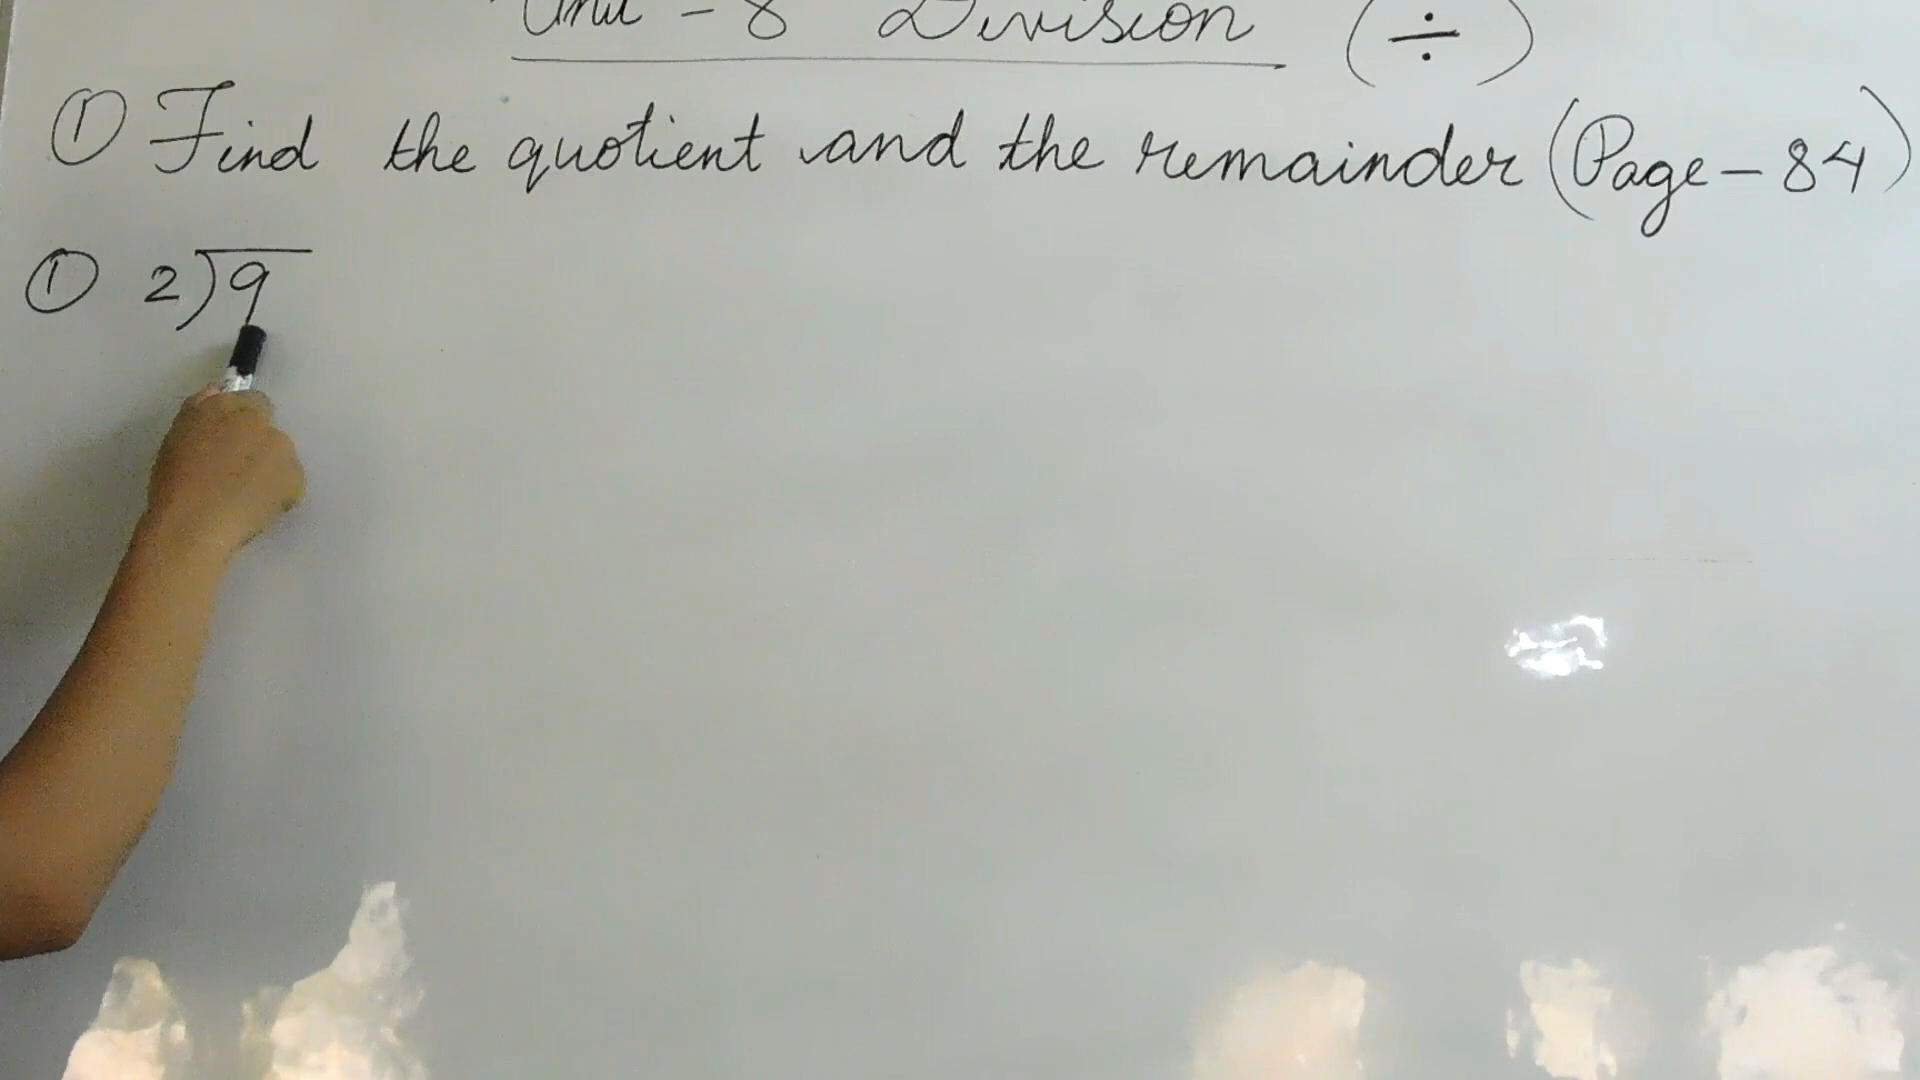 Unit - 8 Division (÷)
① Find the quotient and the remainder (Page - 84)
① 2)9